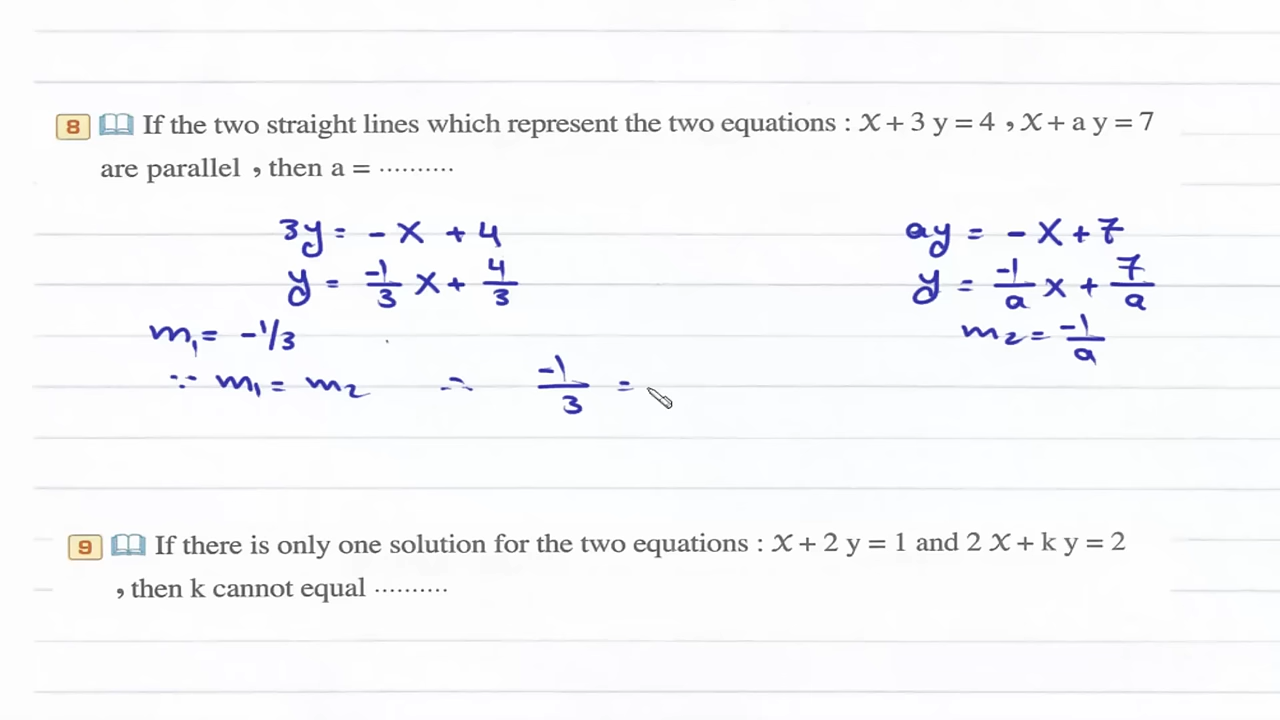 8 If the two straight lines which represent the two equations : X + 3 y = 4 , X + a y = 7
are parallel , then a = ··········
3y = - x + 4
ay = - x + 7
y = -1/3 x + 4/3
y = -1/a x + 7/a
m₁ = -1/3
m₂ = -1/a
∵ m₁ = m₂ ∴ -1/3 =
9 If there is only one solution for the two equations : X + 2 y = 1 and 2 X + k y = 2
, then k cannot equal ··········